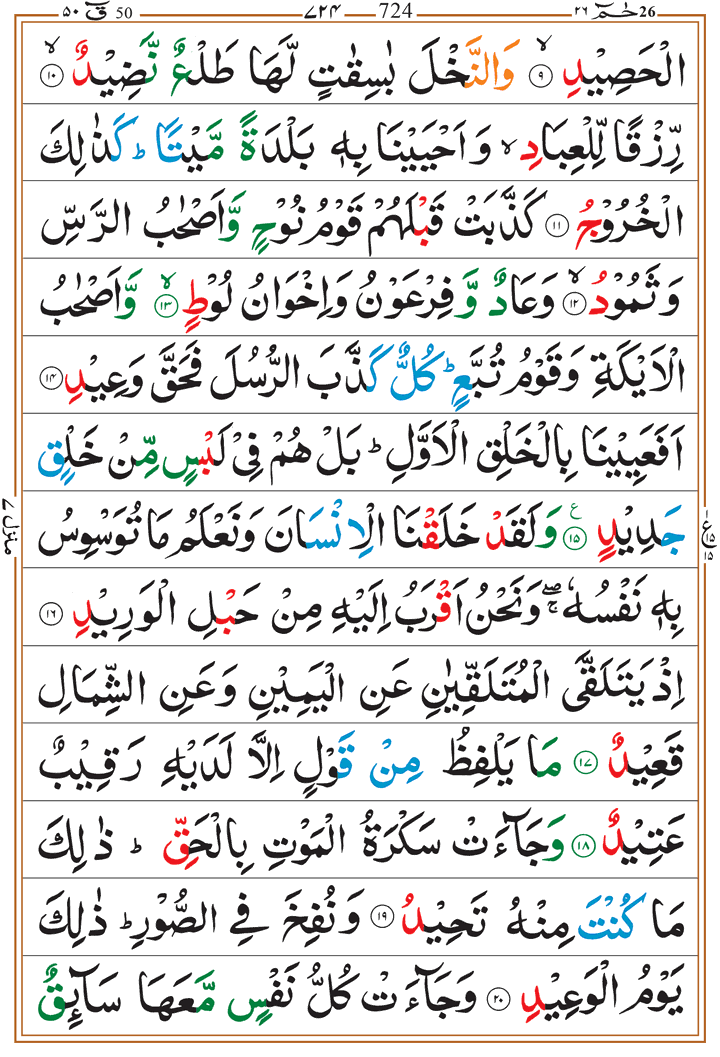 قٓ ٥٠ 50 ٧٢٤ 724 حٰمٓ ٢٦ 26
الْحَصِيْدِ ۙ‏ ٩ وَالنَّخْلَ بٰسِقٰتٍ لَّهَا طَلْعٌ نَّضِيْدٌ ۙ‏ ١٠
رِّزْقًا لِّلْعِبَادِ ۙ وَاَحْيَيْنَا بِهٖ بَلْدَةً مَّيْتًا ؕ كَذٰلِكَ
الْخُرُوْجُ ١١ كَذَّبَتْ قَبْلَهُمْ قَوْمُ نُوْحٍ وَّاَصْحٰبُ الرَّسِّ
وَثَمُوْدُ ۙ‏ ١٢ وَعَادٌ وَّفِرْعَوْنُ وَاِخْوَانُ لُوْطٍ ۙ‏ ١٣ وَّاَصْحٰبُ
الْاَيْكَةِ وَقَوْمُ تُبَّعٍ ؕ كُلٌّ كَذَّبَ الرُّسُلَ فَحَقَّ وَعِيْدِ ١٤
اَفَعَيِيْنَا بِالْخَلْقِ الْاَوَّلِ ؕ بَلْ هُمْ فِيْ لَبْسٍ مِّنْ خَلْقٍ
جَدِيْدٍ ١٥ ع وَلَقَدْ خَلَقْنَا الْاِنْسَانَ وَنَعْلَمُ مَا تُوَسْوِسُ
بِهٖ نَفْسُهٗ ۖۚ وَنَحْنُ اَقْرَبُ اِلَيْهِ مِنْ حَبْلِ الْوَرِيْدِ ١٦
اِذْ يَتَلَقَّى الْمُتَلَقِّيٰنِ عَنِ الْيَمِيْنِ وَعَنِ الشِّمَالِ
قَعِيْدٌ ١٧ مَا يَلْفِظُ مِنْ قَوْلٍ اِلَّا لَدَيْهِ رَقِيْبٌ
عَتِيْدٌ ١٨ وَجَآءَتْ سَكْرَةُ الْمَوْتِ بِالْحَقِّ ؕ ذٰلِكَ
مَا كُنْتَ مِنْهُ تَحِيْدُ ١٩ وَنُفِخَ فِي الصُّوْرِ ؕ ذٰلِكَ
يَوْمُ الْوَعِيْدِ ٢٠ وَجَآءَتْ كُلُّ نَفْسٍ مَّعَهَا سَآئِقٌ
منزل ٧